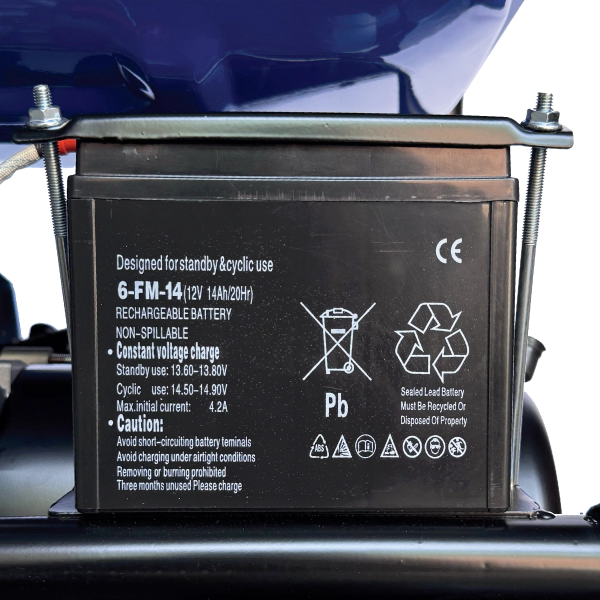 CE
Designed for standby & cyclic use
6-FM-14 (12V 14Ah/20Hr)
RECHARGEABLE BATTERY
NON-SPILLABLE
• Constant voltage charge
Standby use: 13.60-13.80V
Cyclic use: 14.50-14.90V
Max.initial current: 4.2A
• Caution:
Avoid short-circuiting battery teminals
Avoid charging under airtight conditions
Removing or burning prohibited
Three months unused Please charge
Pb
Sealed Lead Battery
Must Be Recycled Or
Disposed Of Property
ABS